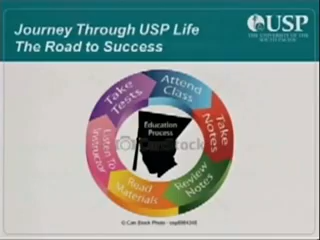 Journey Through USP Life
The Road to Success
USP
THE UNIVERSITY OF THE
SOUTH PACIFIC
Attend
Class
Take
Notes
Review
Notes
Read
Materials
Listen To
Instructor
Take
Tests
Education
Process
CanStock
© Can Stock Photo